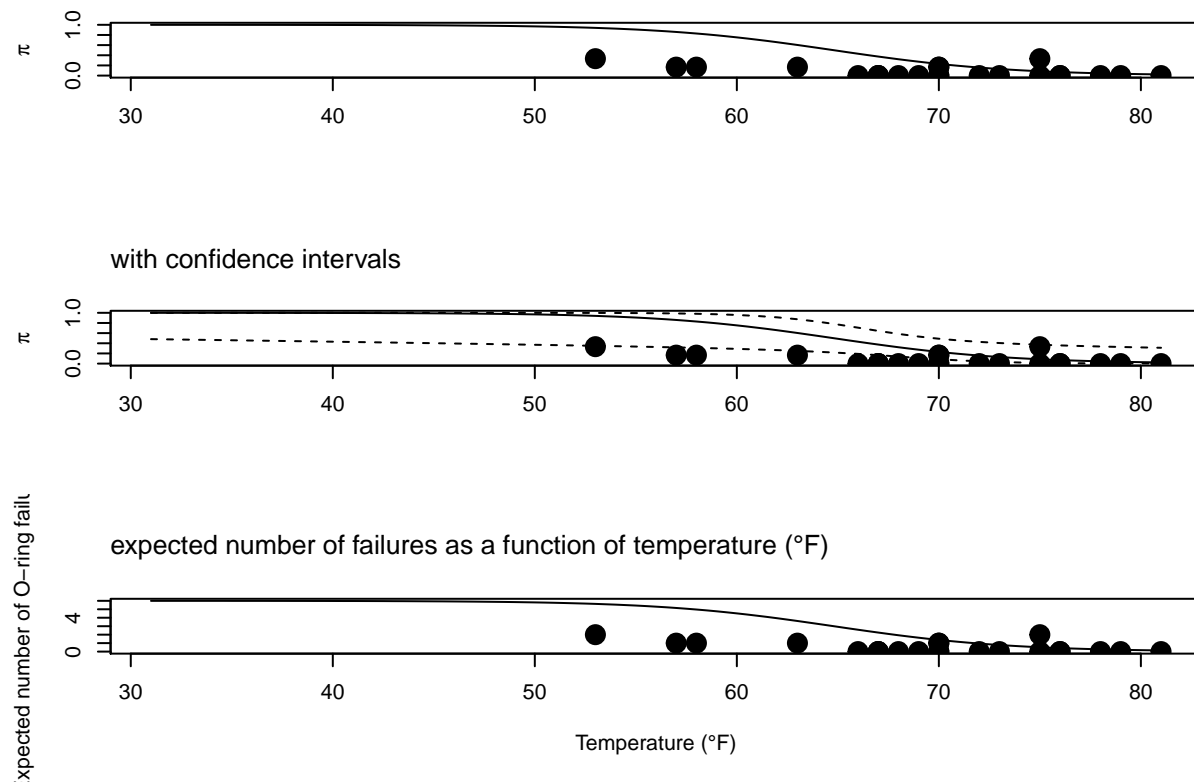 π
1.0
0.0
30 40 50 60 70 80
with confidence intervals
π
1.0
0.0
30 40 50 60 70 80
expected number of failures as a function of temperature (°F)
xpected number of O−ring failu
4
0
30 40 50 60 70 80
Temperature (°F)